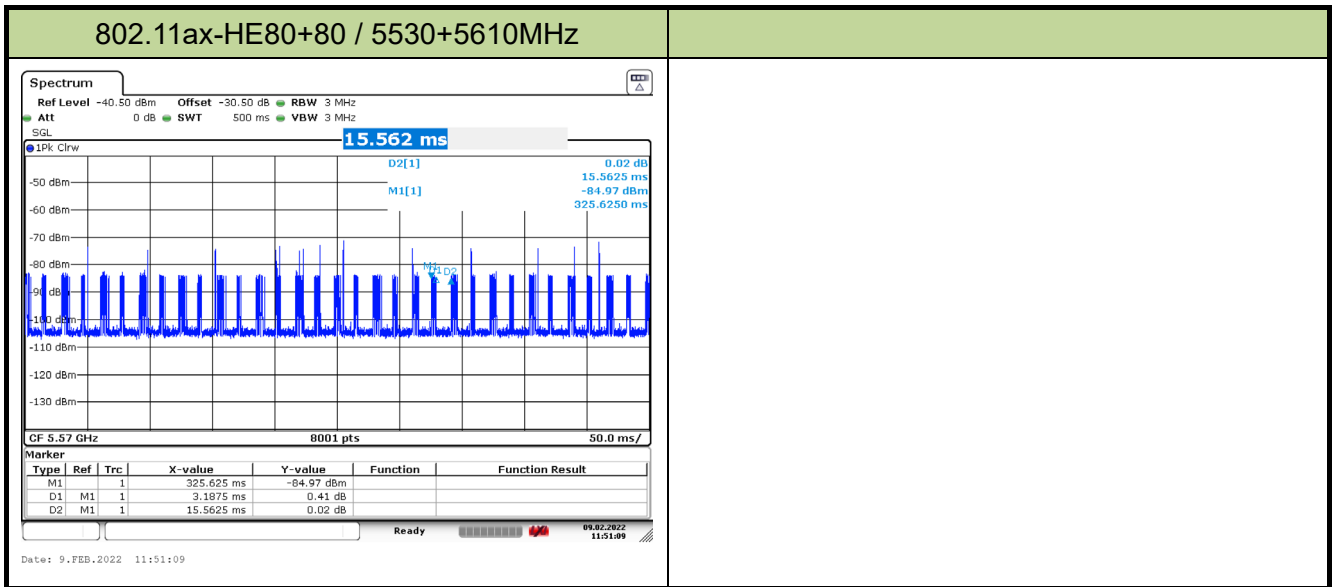 802.11ax-HE80+80 / 5530+5610MHz
Spectrum
Ref Level -40.50 dBm Offset -30.50 dB RBW 3 MHz
Att 0 dB SWT 500 ms VBW 3 MHz
SGL
15.562 ms
1Pk Clrw
D2[1] 0.02 dB
15.5625 ms
-50 dBm
M1[1] -84.97 dBm
325.6250 ms
-60 dBm
-70 dBm
-80 dBm
M1 D1 D2
-90 dBm
-100 dBm
-110 dBm
-120 dBm
-130 dBm
CF 5.57 GHz 8001 pts 50.0 ms/
Marker
Type Ref Trc X-value Y-value Function Function Result
M1 1 325.625 ms -84.97 dBm
D1 M1 1 3.1875 ms 0.41 dB
D2 M1 1 15.5625 ms 0.02 dB
Ready 09.02.2022
11:51:09
Date: 9.FEB.2022 11:51:09